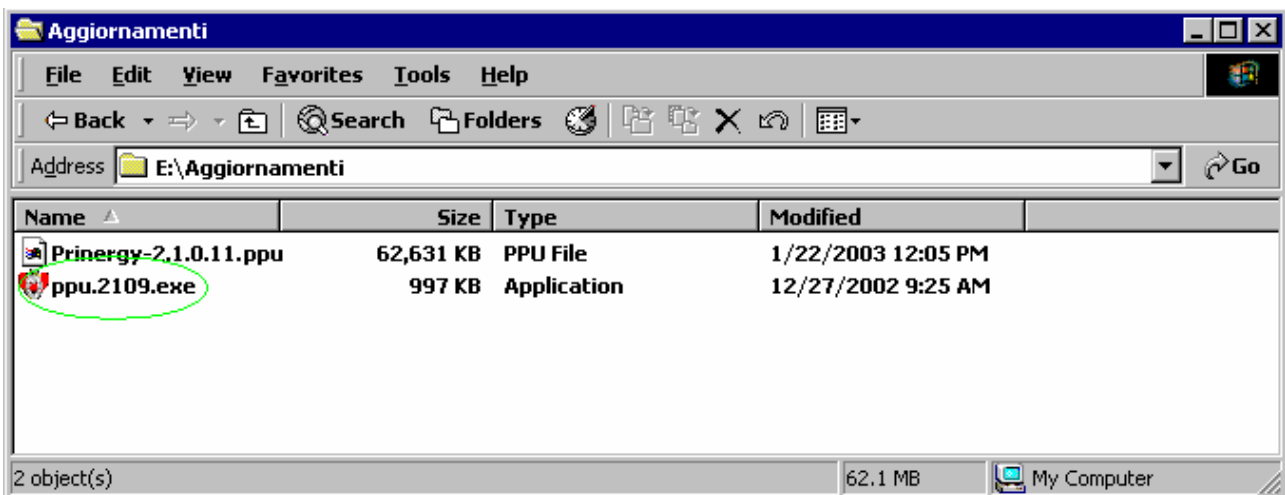 Aggiornamenti
File Edit View Favorites Tools Help
Back Search Folders
Address E:\Aggiornamenti Go
Name Size Type Modified
Prinergy-2.1.0.11.ppu 62,631 KB PPU File 1/22/2003 12:05 PM
ppu.2109.exe 997 KB Application 12/27/2002 9:25 AM
2 object(s) 62.1 MB My Computer